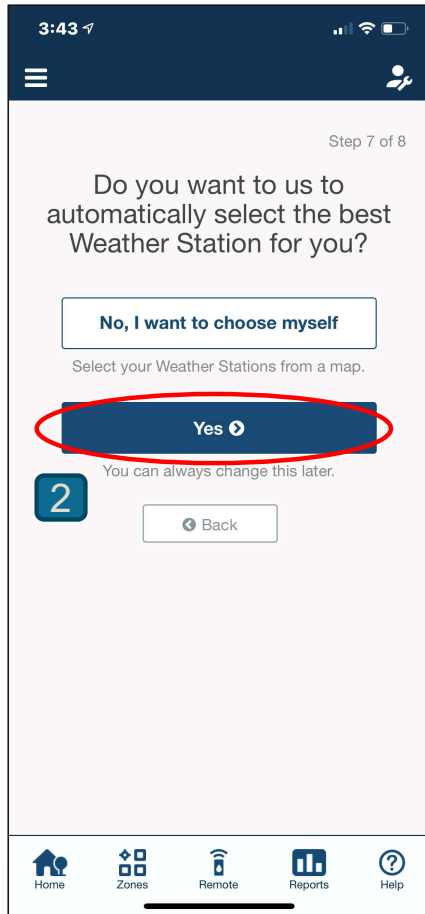 3:43
Step 7 of 8
Do you want to us to
automatically select the best
Weather Station for you?
No, I want to choose myself
Select your Weather Stations from a map.
Yes
You can always change this later.
2
Back
Home Zones Remote Reports Help